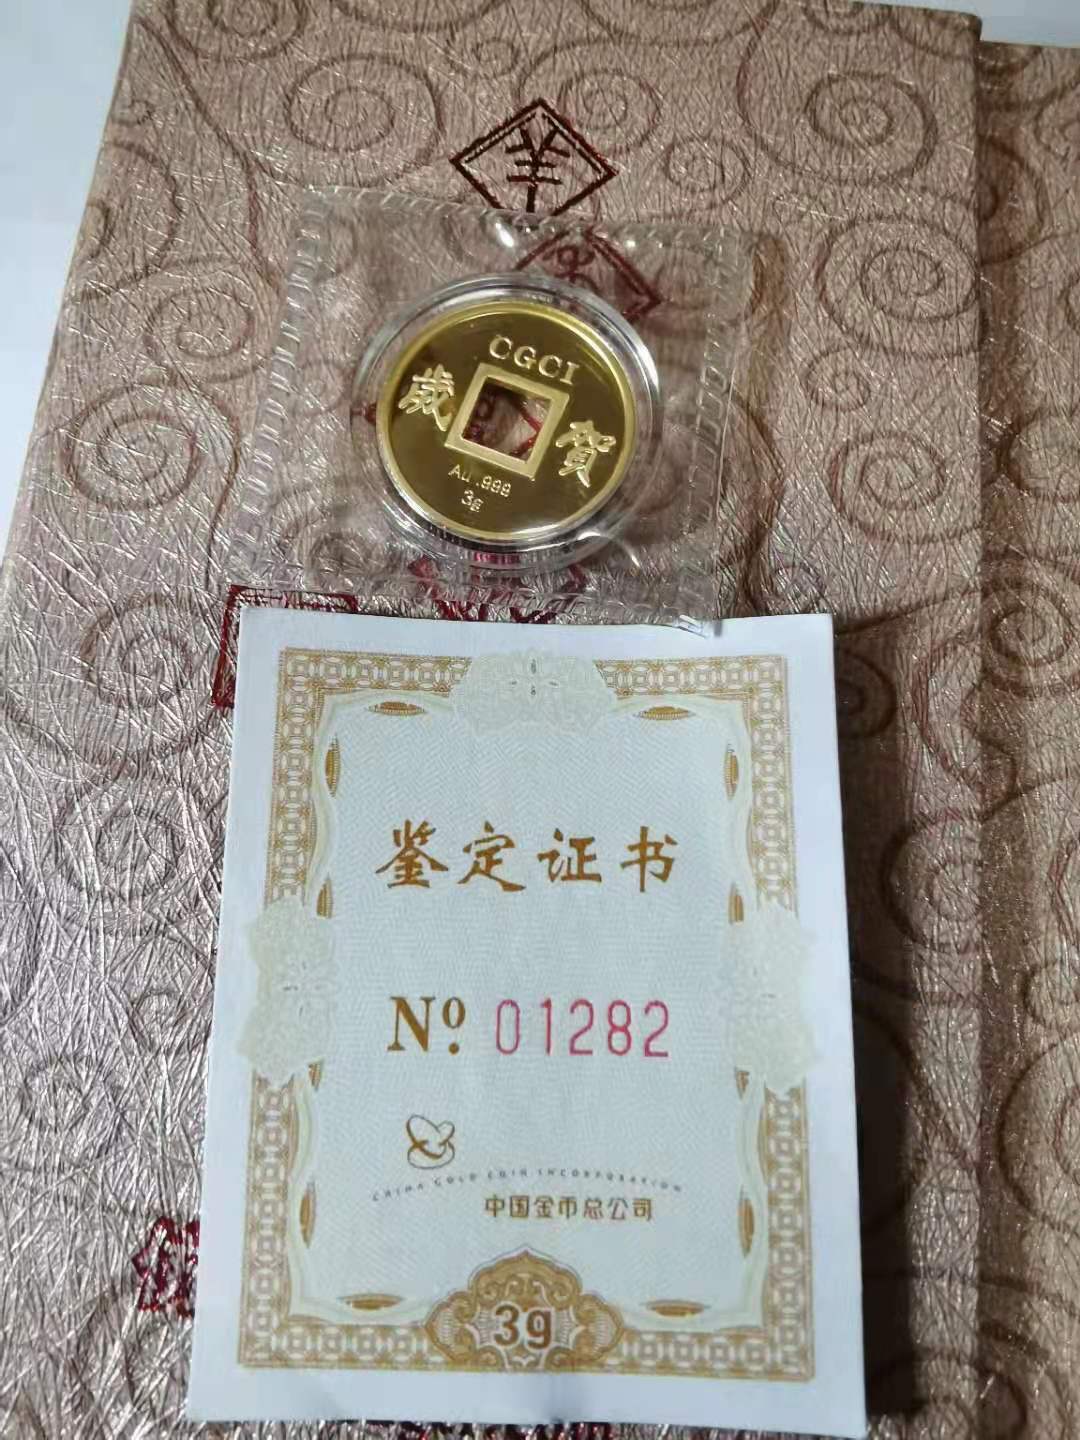 羊
CGCI
歲
賀
Au .999
3g
鉴定证书
Nº. 01282
CHINA GOLD COIN INCORPORATION
中国金币总公司
3g